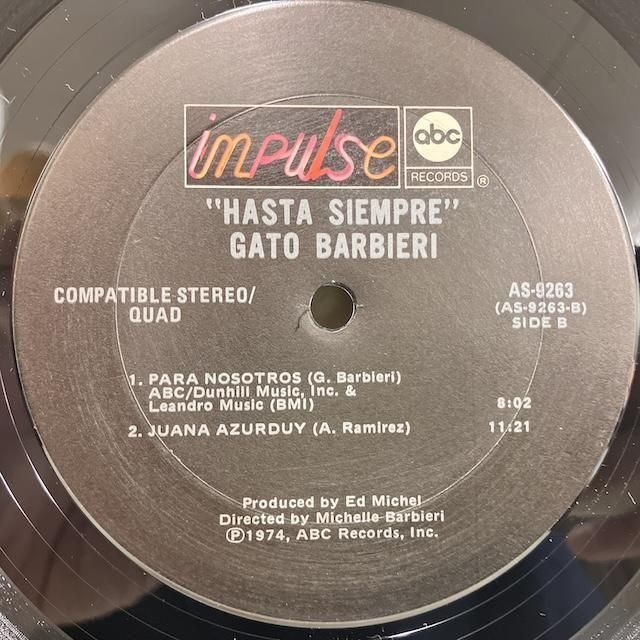 impulse
abc
RECORDS ®
"HASTA SIEMPRE"
GATO BARBIERI
COMPATIBLE STEREO/
QUAD
AS-9263
(AS-9263-B)
SIDE B
1. PARA NOSOTROS (G. Barbieri)
ABC/Dunhill Music, Inc. &
Leandro Music (BMI) 8:02
2. JUANA AZURDUY (A. Ramirez) 11:21
Produced by Ed Michel
Directed by Michelle Barbieri
Ⓟ1974, ABC Records, Inc.